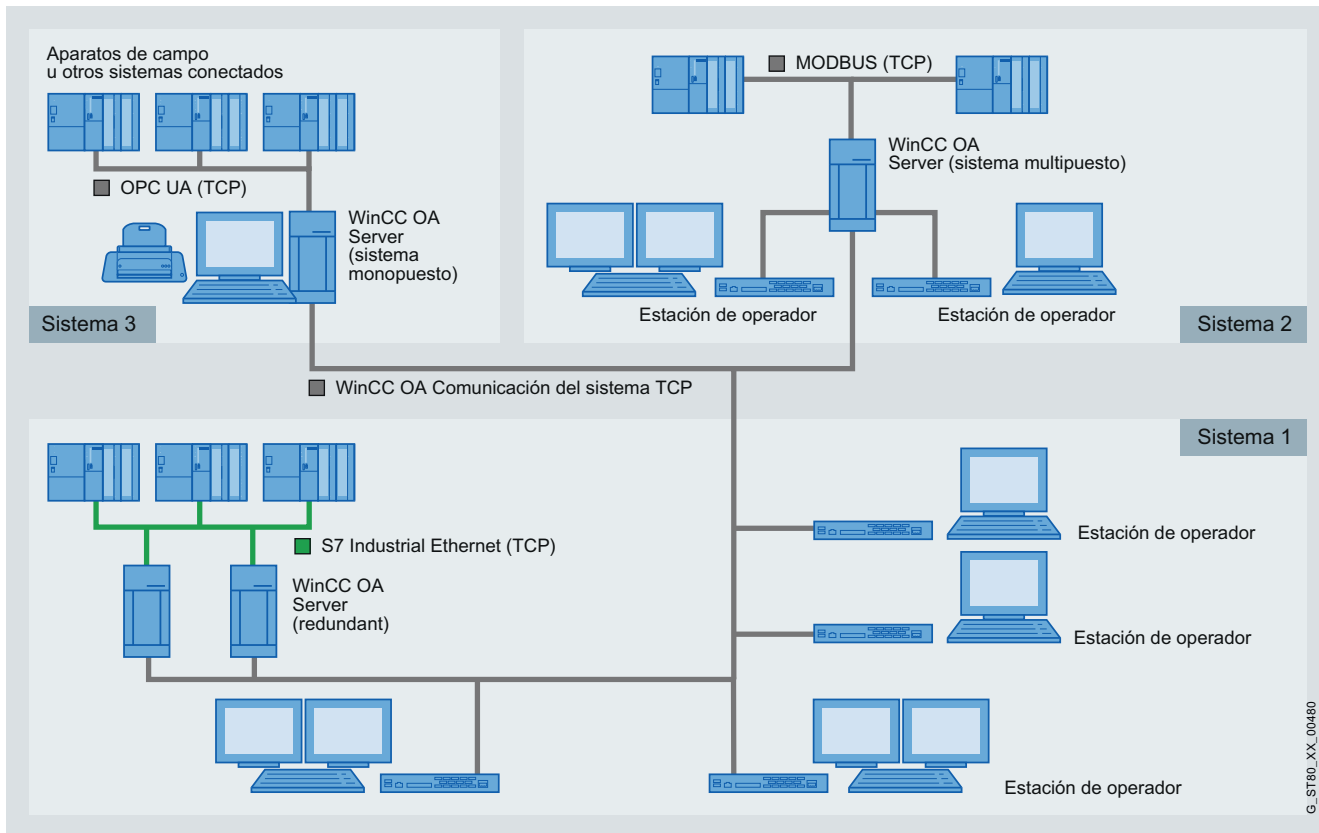 Aparatos de campo
u otros sistemas conectados
OPC UA (TCP)
WinCC OA
Server
(sistema
monopuesto)
Sistema 3
MODBUS (TCP)
WinCC OA
Server (sistema multipuesto)
Estación de operador
Estación de operador
Sistema 2
WinCC OA Comunicación del sistema TCP
Sistema 1
S7 Industrial Ethernet (TCP)
WinCC OA
Server
(redundant)
Estación de operador
Estación de operador
Estación de operador
G_ST80_XX_00480